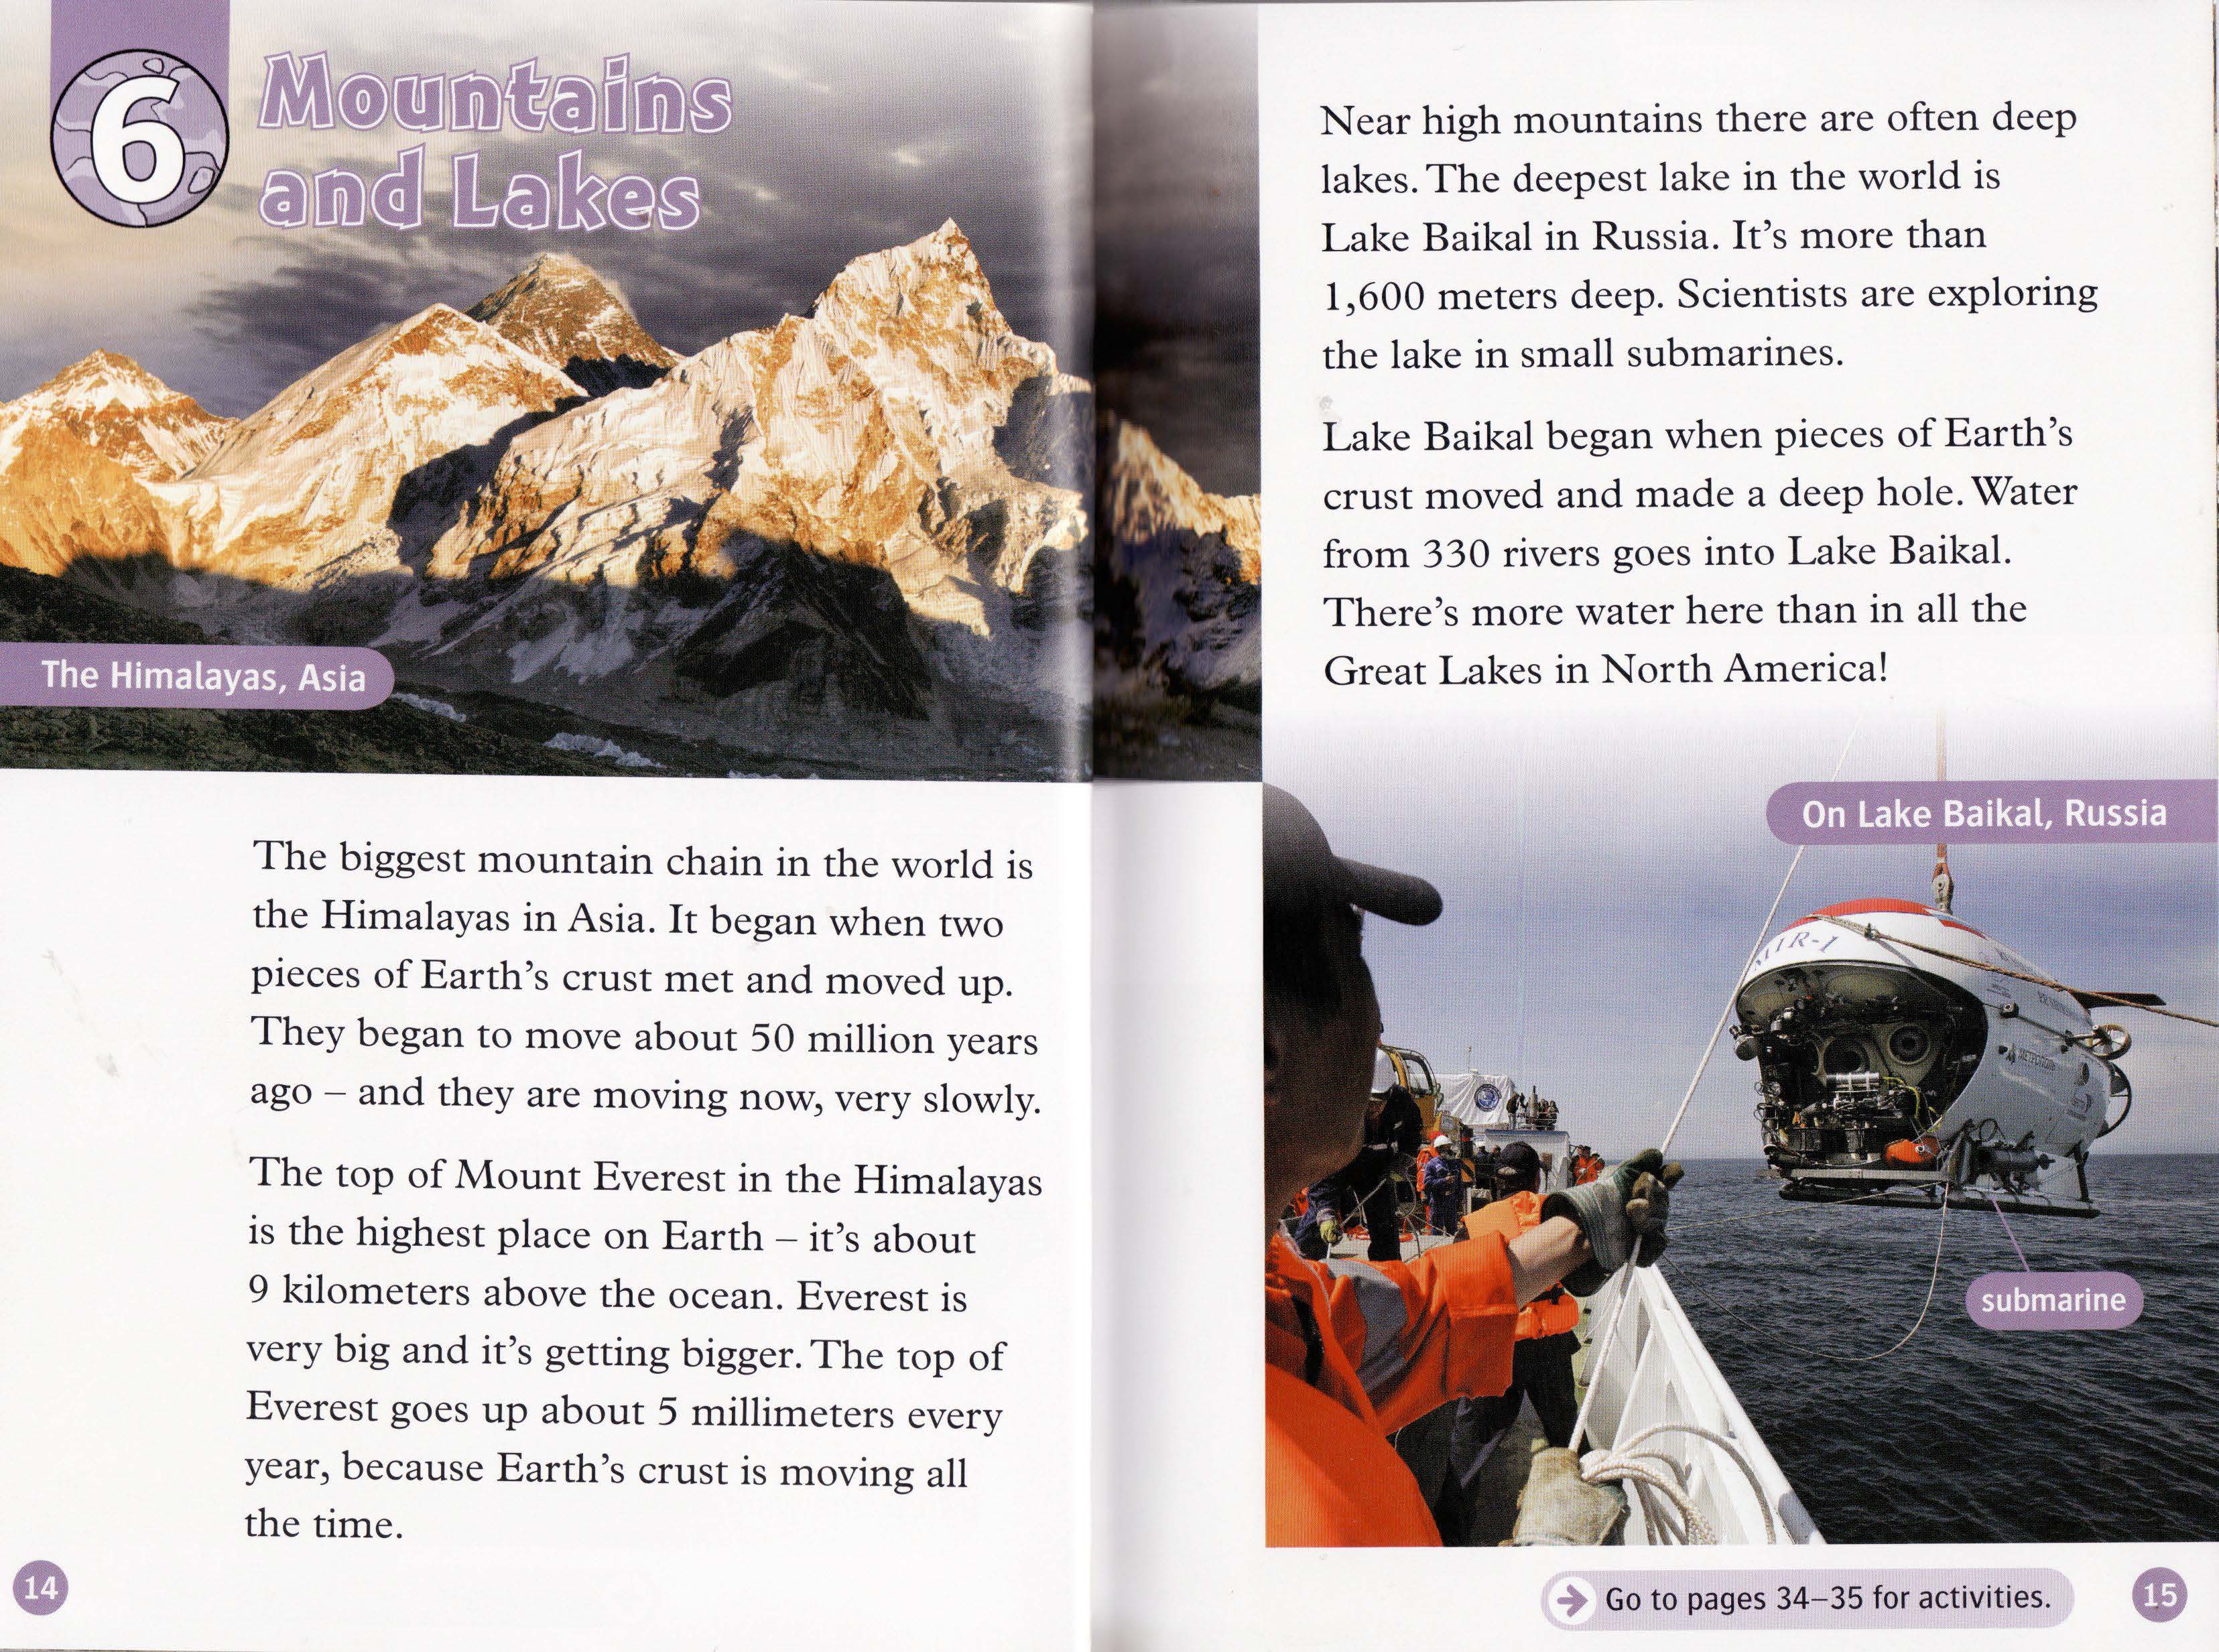 6
Mountains
and Lakes
The Himalayas, Asia
The biggest mountain chain in the world is
the Himalayas in Asia. It began when two
pieces of Earth's crust met and moved up.
They began to move about 50 million years
ago – and they are moving now, very slowly.
The top of Mount Everest in the Himalayas
is the highest place on Earth – it's about
9 kilometers above the ocean. Everest is
very big and it's getting bigger. The top of
Everest goes up about 5 millimeters every
year, because Earth's crust is moving all
the time.
14
Near high mountains there are often deep
lakes. The deepest lake in the world is
Lake Baikal in Russia. It's more than
1,600 meters deep. Scientists are exploring
the lake in small submarines.
Lake Baikal began when pieces of Earth's
crust moved and made a deep hole. Water
from 330 rivers goes into Lake Baikal.
There's more water here than in all the
Great Lakes in North America!
On Lake Baikal, Russia
MIR-1
submarine
Go to pages 34–35 for activities.
15